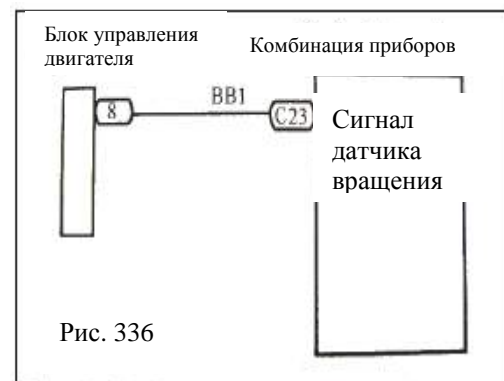 Блок управления
двигателя
Комбинация приборов
8
BB1
C23
Сигнал
датчика
вращения
Рис. 336